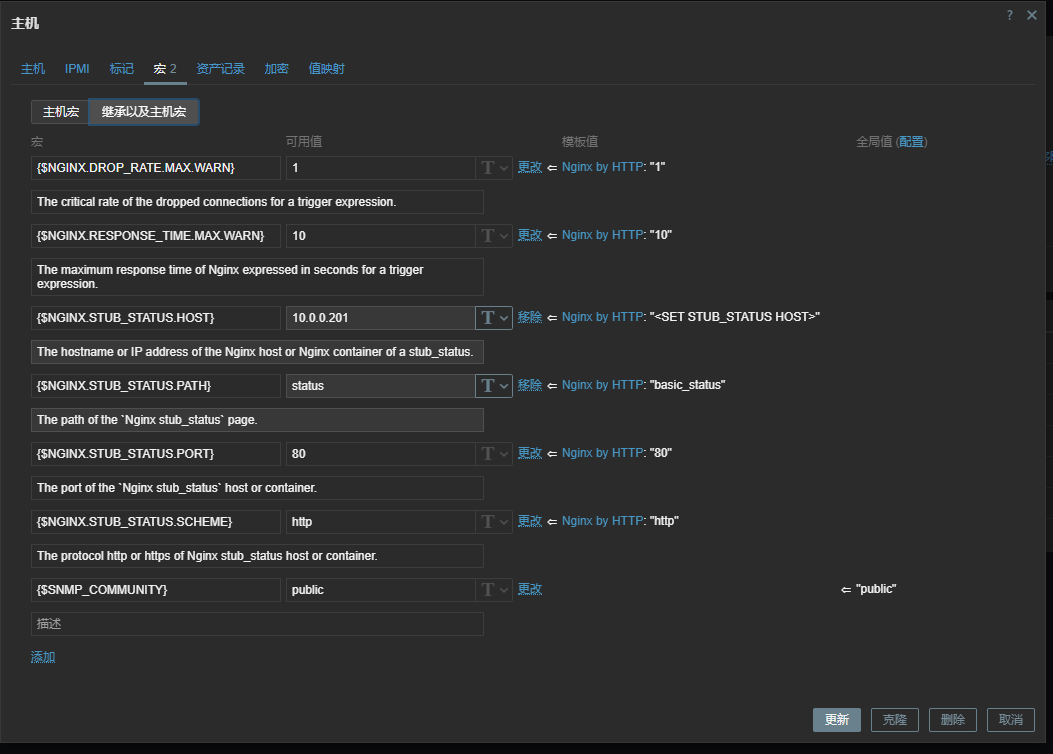 主机
? ×
主机 IPMI 标记 宏 2 资产记录 加密 值映射
主机宏 继承以及主机宏
宏 可用值 模板值 全局值 (配置)
{$NGINX.DROP_RATE.MAX.WARN} 1 T 更改 ⇐ Nginx by HTTP: "1"
The critical rate of the dropped connections for a trigger expression.
{$NGINX.RESPONSE_TIME.MAX.WARN} 10 T 更改 ⇐ Nginx by HTTP: "10"
The maximum response time of Nginx expressed in seconds for a trigger
expression.
{$NGINX.STUB_STATUS.HOST} 10.0.0.201 T 移除 ⇐ Nginx by HTTP: "<SET STUB_STATUS HOST>"
The hostname or IP address of the Nginx host or Nginx container of a stub_status.
{$NGINX.STUB_STATUS.PATH} status T 移除 ⇐ Nginx by HTTP: "basic_status"
The path of the `Nginx stub_status` page.
{$NGINX.STUB_STATUS.PORT} 80 T 更改 ⇐ Nginx by HTTP: "80"
The port of the `Nginx stub_status` host or container.
{$NGINX.STUB_STATUS.SCHEME} http T 更改 ⇐ Nginx by HTTP: "http"
The protocol http or https of Nginx stub_status host or container.
{$SNMP_COMMUNITY} public T 更改 ⇐ "public"
描述
添加
更新 克隆 删除 取消